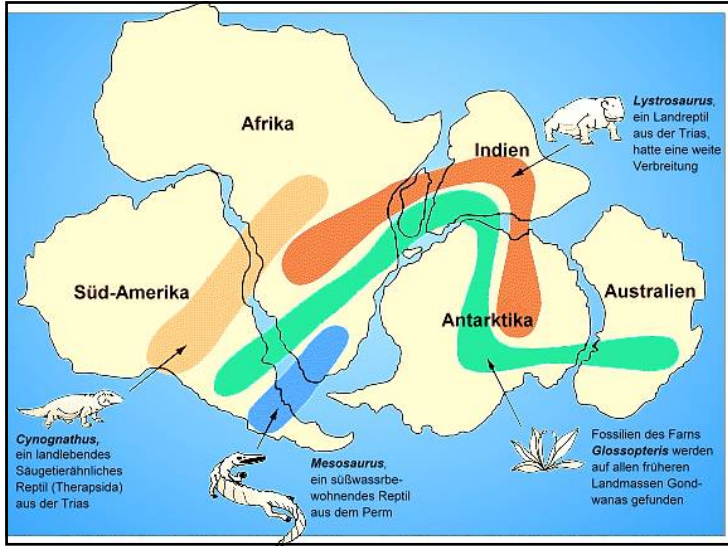 Afrika
Indien
Lystrosaurus,
ein Landreptil
aus der Trias,
hatte eine weite
Verbreitung
Süd-Amerika
Antarktika
Australien
Cynognathus,
ein landlebendes
Säugetierähnliches
Reptil (Therapsida)
aus der Trias
Mesosaurus,
ein süßwassrbe-
wohnendes Reptil
aus dem Perm
Fossilien des Farns
Glossopteris werden
auf allen früheren
Landmassen Gond-
wanas gefunden